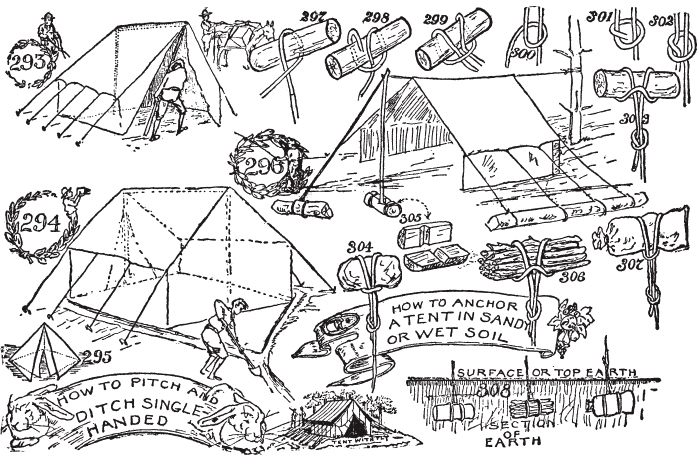 293
297
298
299
300
301
302
303
296
294
305
304
306
307
HOW TO ANCHOR
A TENT IN SANDY
OR WET SOIL
295
HOW TO PITCH AND
DITCH SINGLE
HANDED
TENT WITH FLY
SURFACE OR TOP EARTH
308
SECTION
OF
EARTH